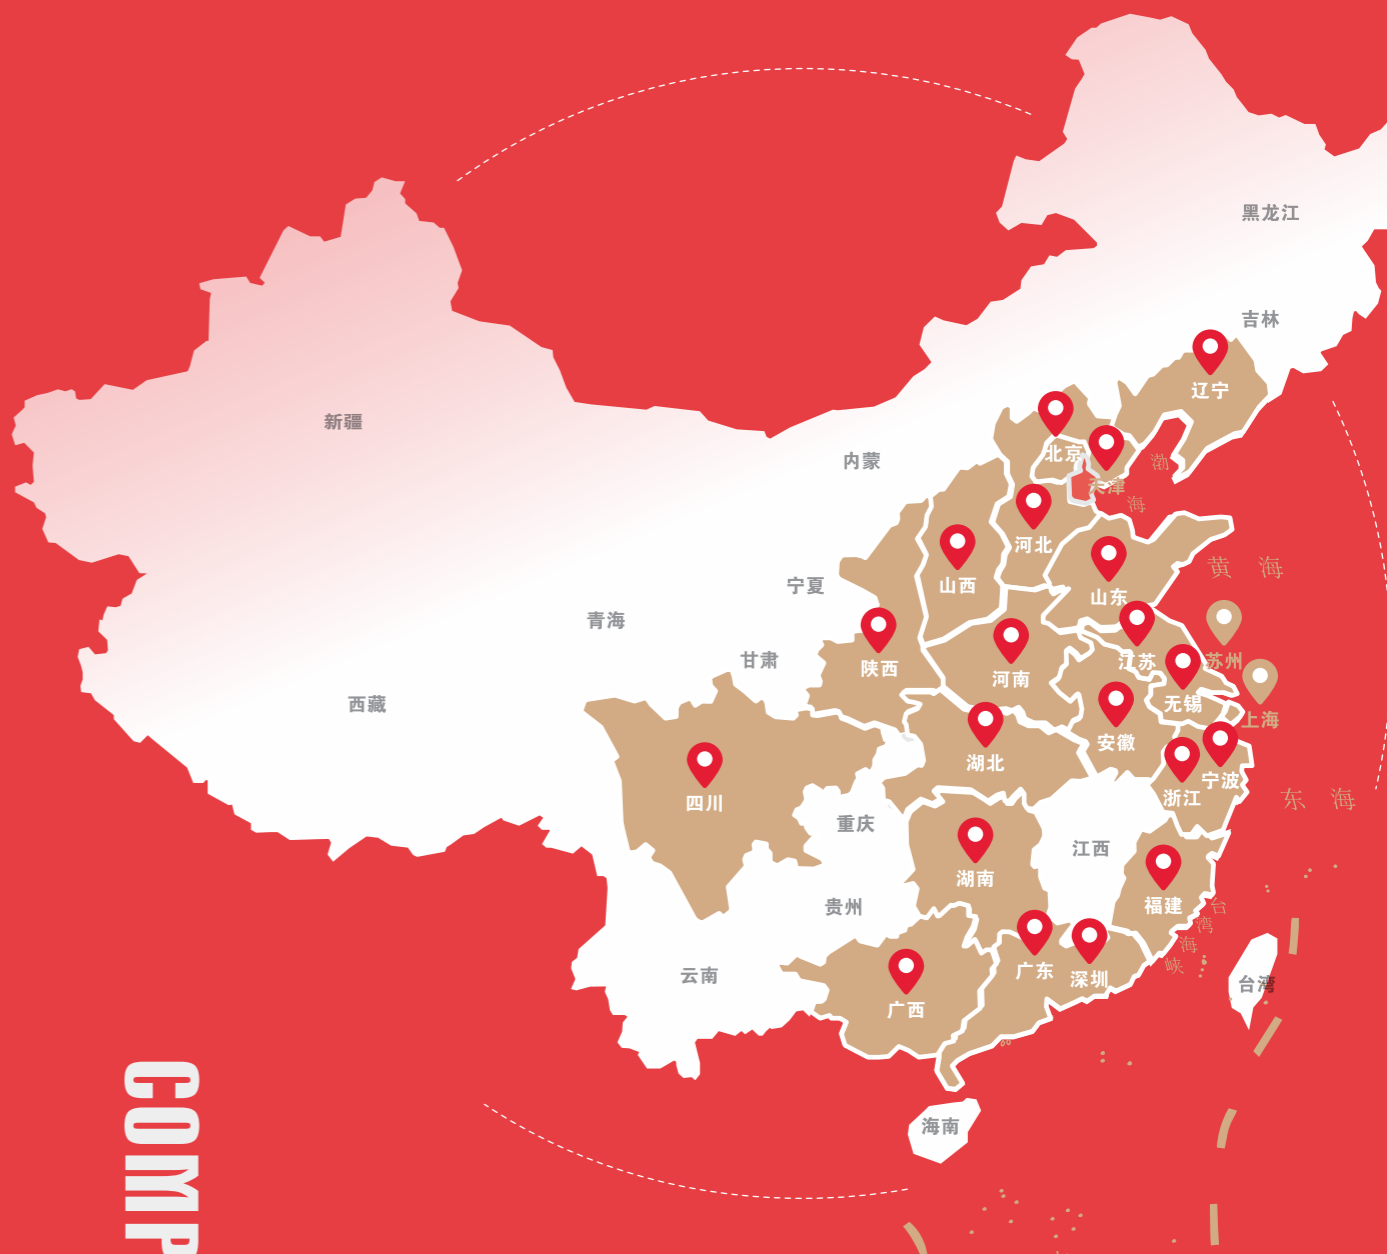 黑龙江
吉林
辽宁
新疆
内蒙
北京
天津
渤
海
河北
山西
山东
黄 海
宁夏
青海
甘肃
陕西
河南
江苏
苏州
无锡
西藏
上海
安徽
湖北
宁波
浙江
四川
东 海
重庆
江西
湖南
福建
贵州
台
湾
海
峡
云南
广东
深圳
台湾
广西
海南
COMP